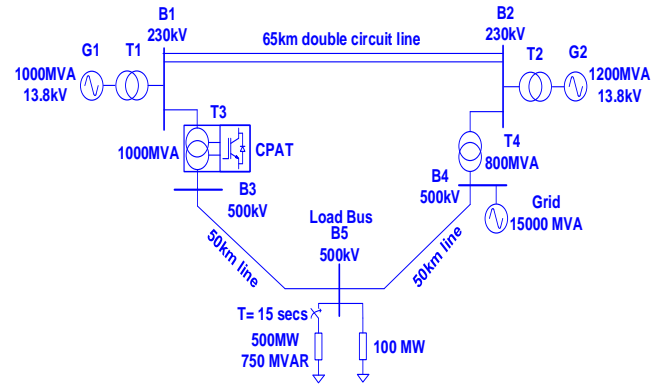 B1
230kV
B2
230kV
65km double circuit line
G1
T1
T2
G2
1000MVA
13.8kV
1200MVA
13.8kV
T3
1000MVA
CPAT
T4
800MVA
B3
500kV
B4
500kV
Grid
15000 MVA
50km line
50km line
Load Bus
B5
500kV
T= 15 secs
500MW
750 MVAR
100 MW